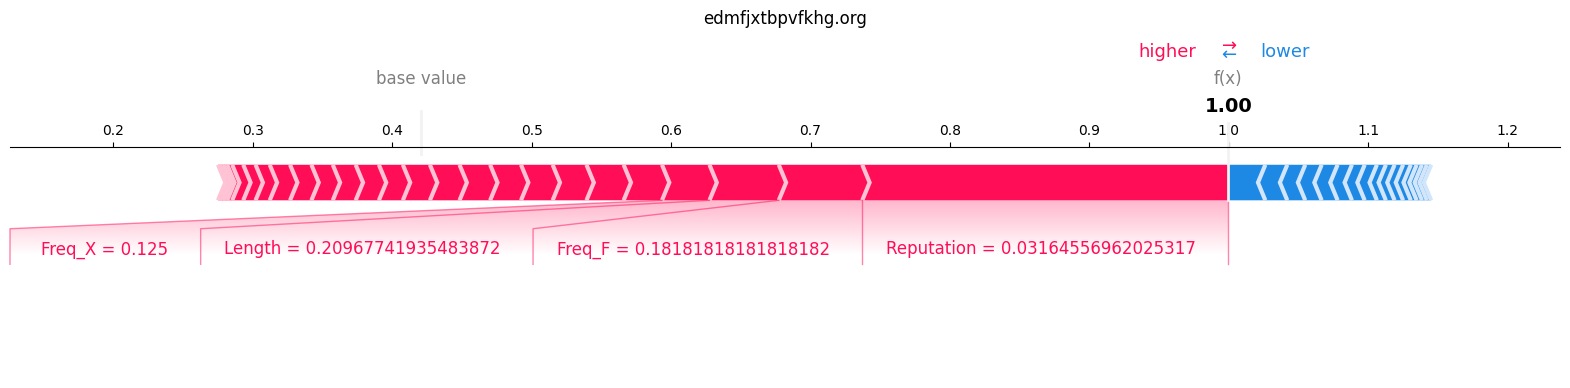 edmfjxtbpvfkhg.org
higher ⇄ lower
base value f(x)
1.00
0.2 0.3 0.4 0.5 0.6 0.7 0.8 0.9 1.0 1.1 1.2
Freq_X = 0.125 Length = 0.20967741935483872 Freq_F = 0.18181818181818182 Reputation = 0.03164556962025317